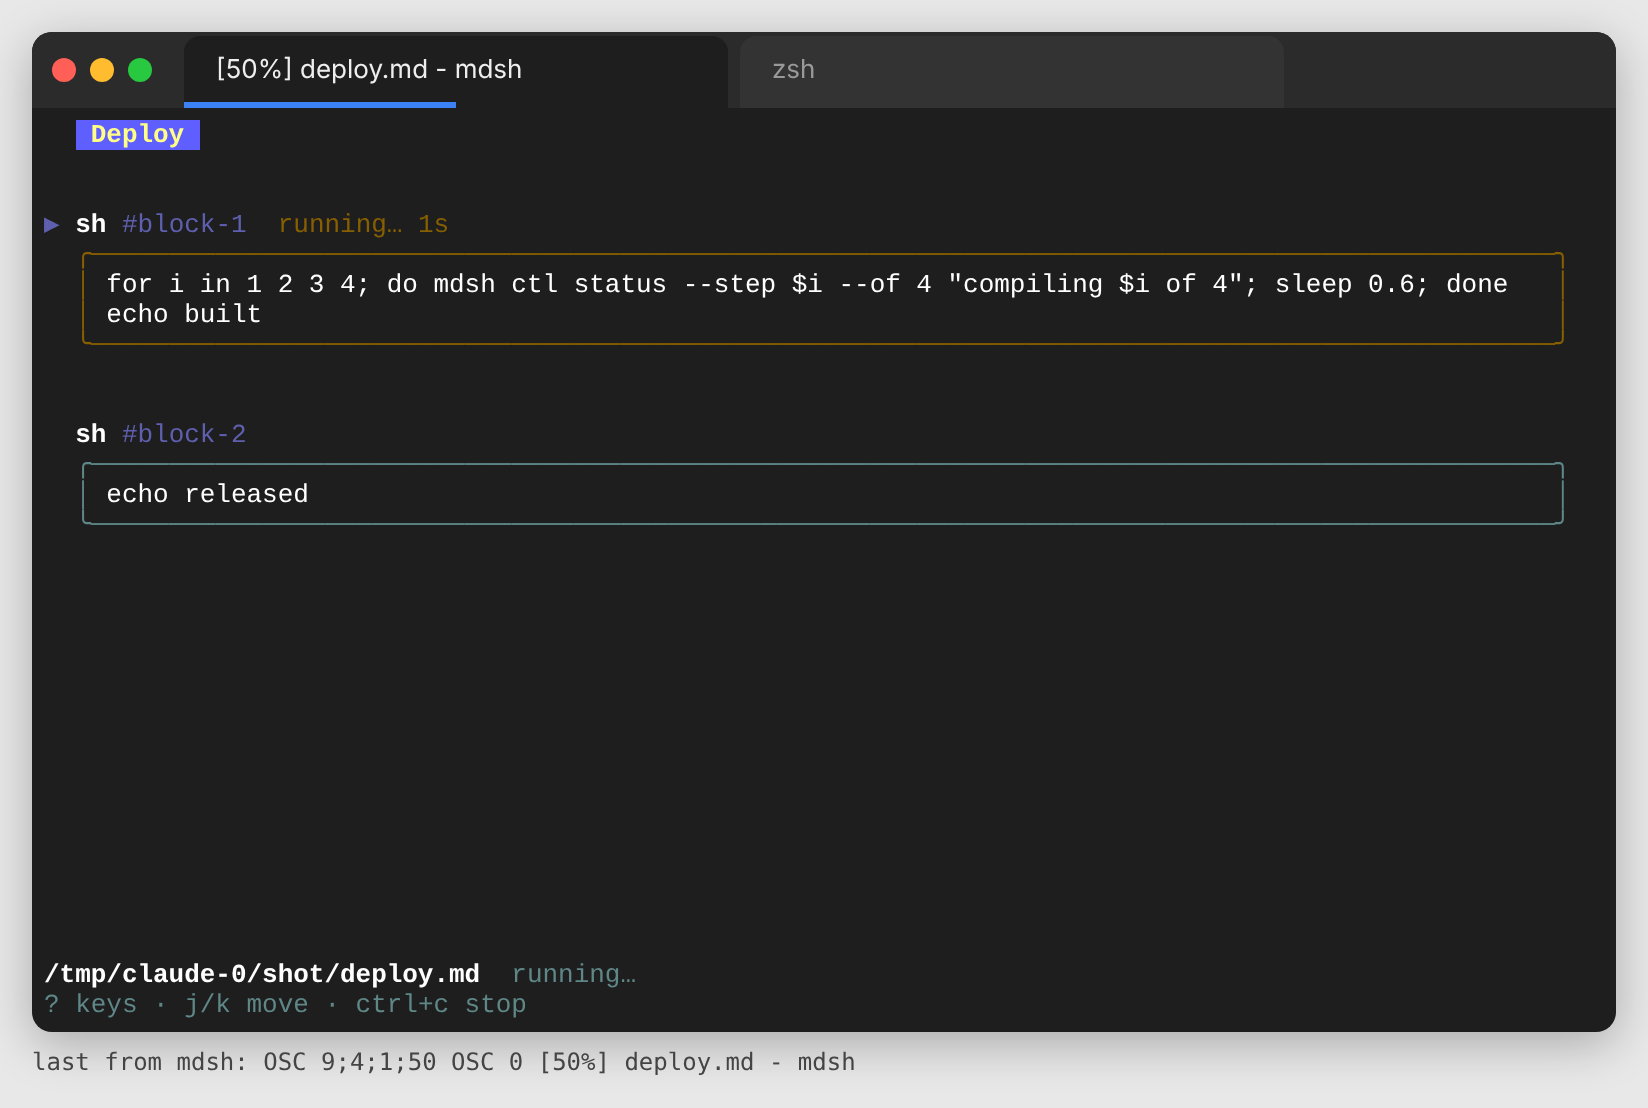 [50%] deploy.md - mdsh
zsh
Deploy
▶ sh #block-1  running… 1s
for i in 1 2 3 4; do mdsh ctl status --step $i --of 4 "compiling $i of 4"; sleep 0.6; done
echo built
sh #block-2
echo released
/tmp/claude-0/shot/deploy.md  running…
? keys · j/k move · ctrl+c stop
last from mdsh: OSC 9;4;1;50 OSC 0 [50%] deploy.md - mdsh